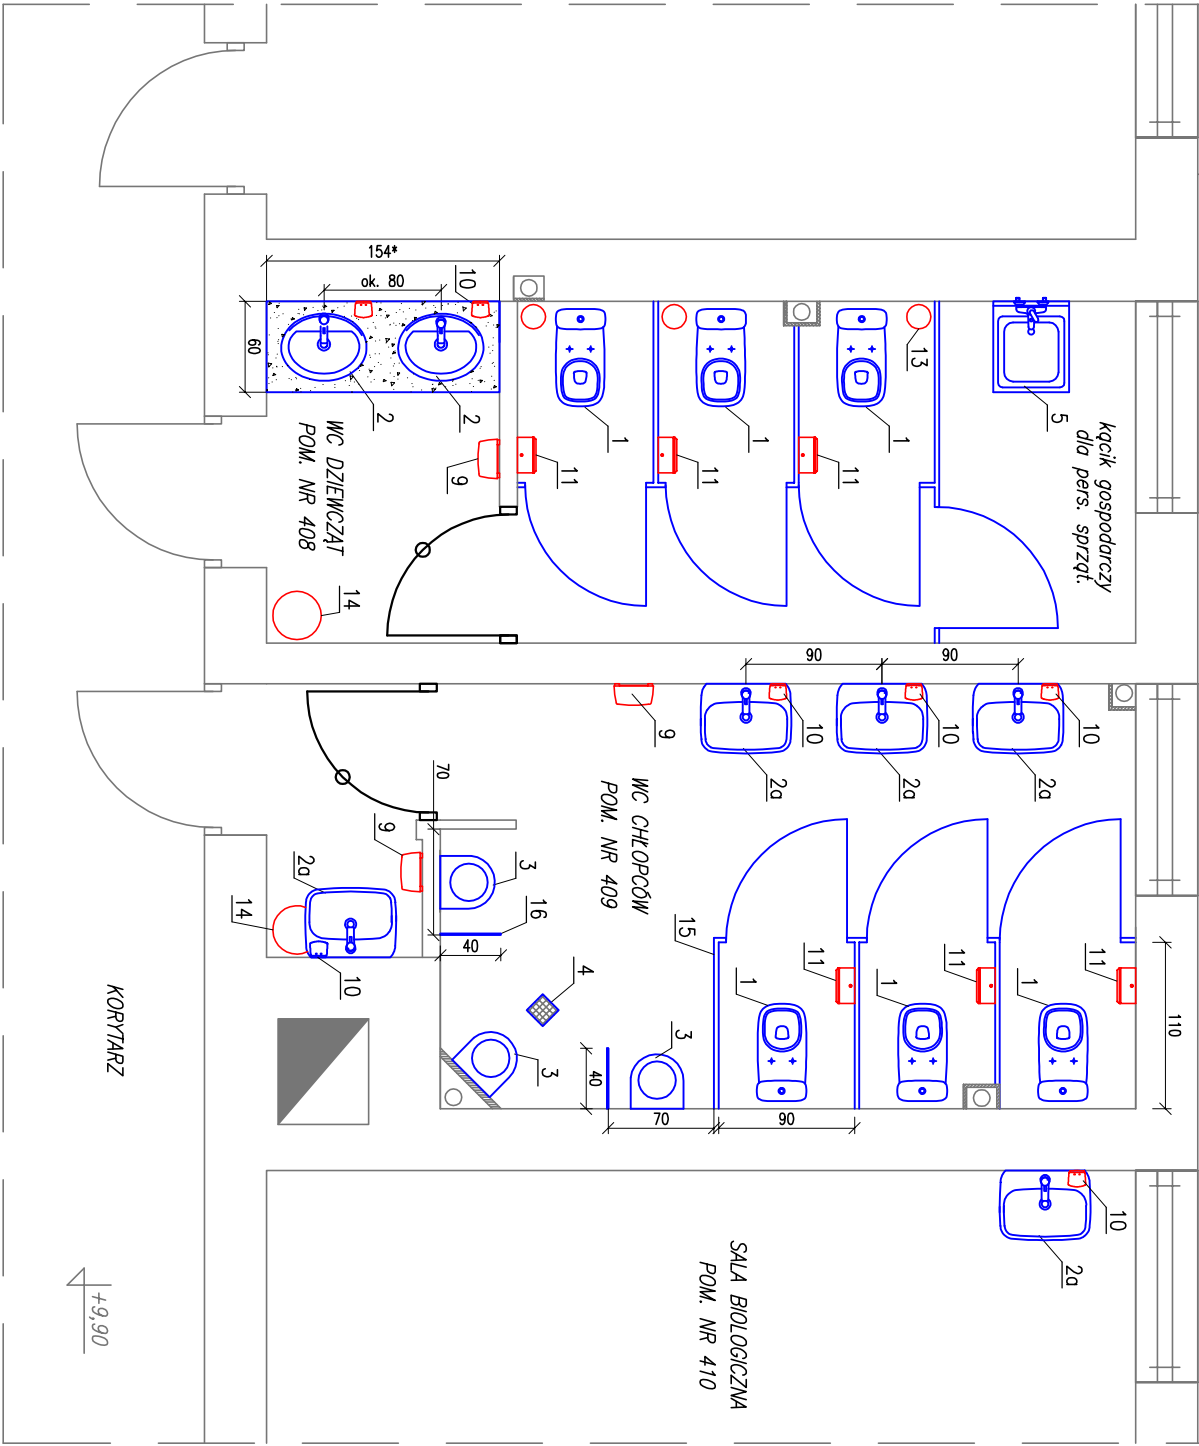 kącik gospodarczy
dla pers. sprząt.
5
13
1
1
1
11
11
11
154*
ok. 80
10
60
2
2
9
WC DZIEWCZĄT
POM. NR 408
14
90
90
10
10
10
2a
2a
2a
9
WC CHŁOPCÓW
POM. NR 409
70
9
3
2a
16
40
14
10
15
11
11
11
1
1
1
110
4
3
3
40
70
90
KORYTARZ
10
2a
SALA BIOLOGICZNA
POM. NR 410
+9,90